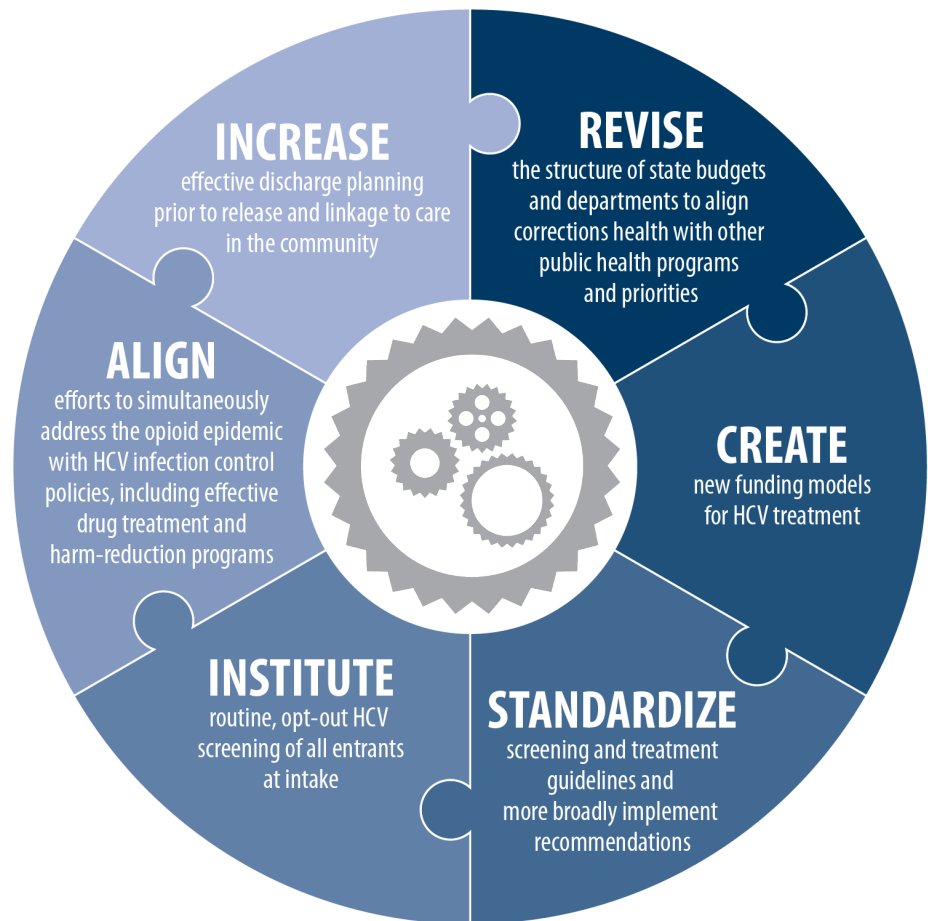 INCREASE
effective discharge planning
prior to release and linkage to care
in the community
REVISE
the structure of state budgets
and departments to align
corrections health with other
public health programs
and priorities
ALIGN
efforts to simultaneously
address the opioid epidemic
with HCV infection control
policies, including effective
drug treatment and
harm-reduction programs
CREATE
new funding models
for HCV treatment
INSTITUTE
routine, opt-out HCV
screening of all entrants
at intake
STANDARDIZE
screening and treatment
guidelines and
more broadly implement
recommendations